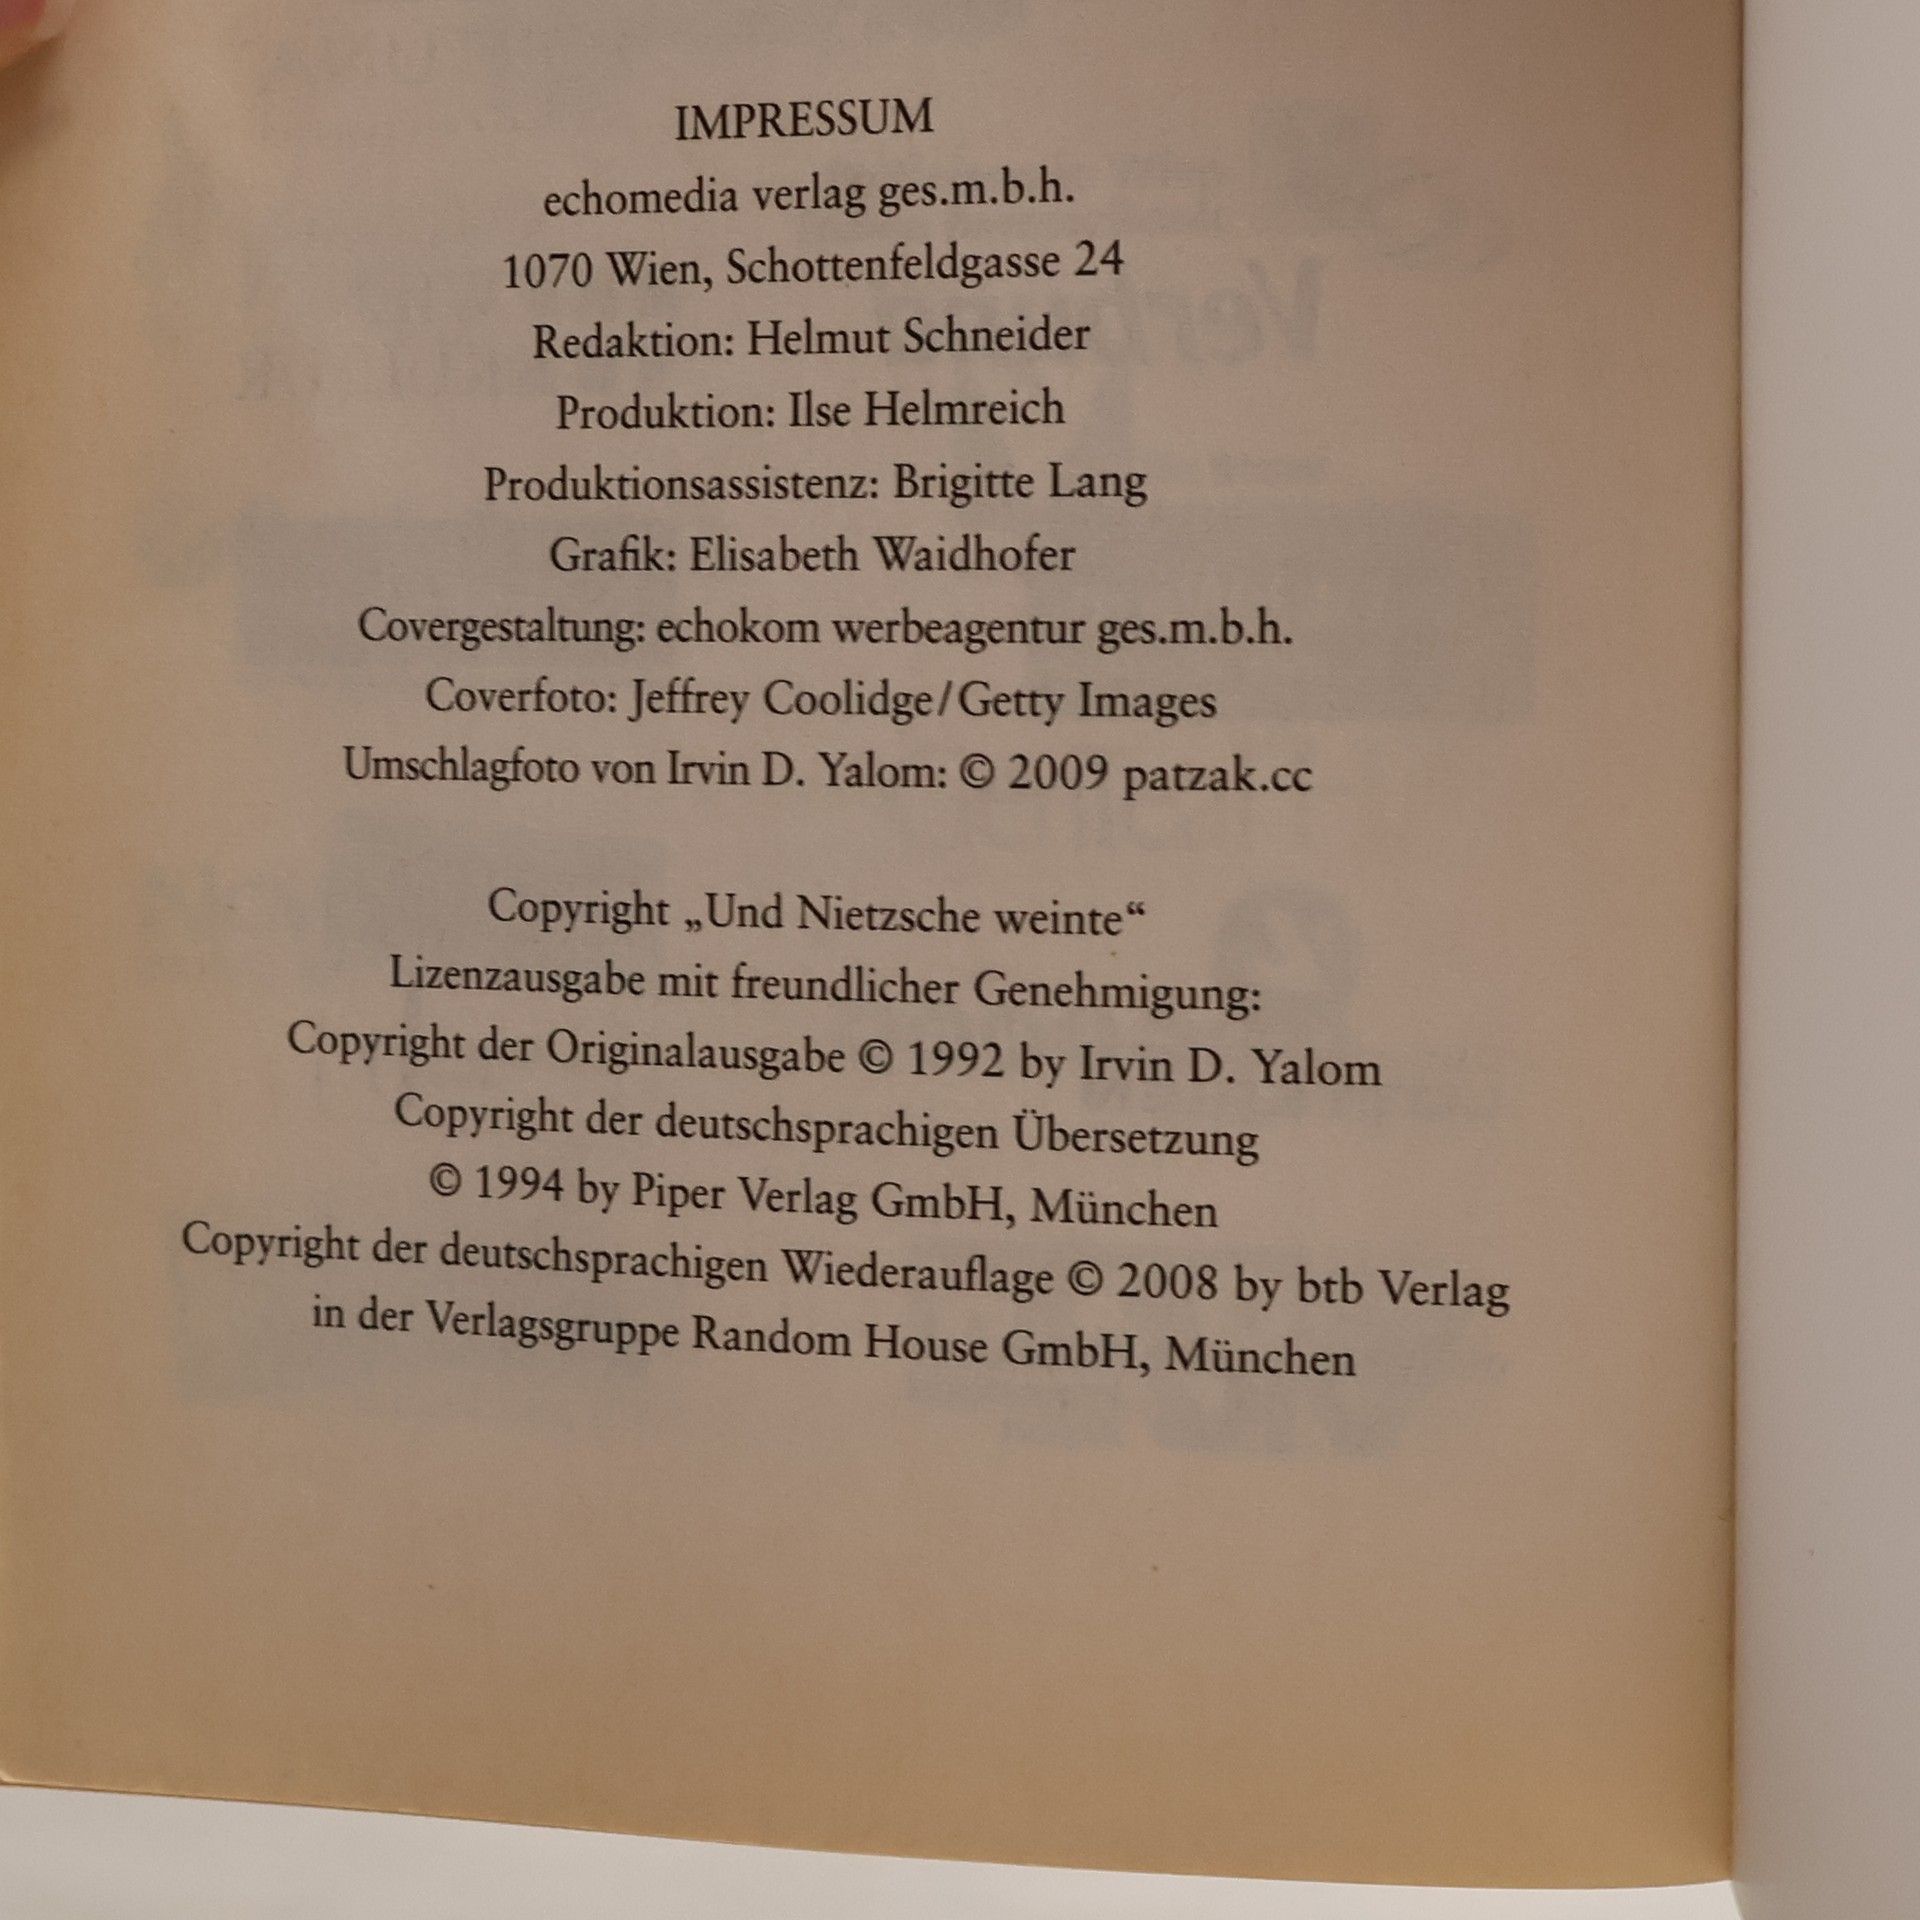 IMPRESSUM
echomedia verlag ges.m.b.h.
1070 Wien, Schottenfeldgasse 24
Redaktion: Helmut Schneider
Produktion: Ilse Helmreich
Produktionsassistenz: Brigitte Lang
Grafik: Elisabeth Waidhofer
Covergestaltung: echokom werbeagentur ges.m.b.h.
Coverfoto: Jeffrey Coolidge/Getty Images
Umschlagfoto von Irvin D. Yalom: © 2009 patzak.cc
Copyright „Und Nietzsche weinte“
Lizenzausgabe mit freundlicher Genehmigung:
Copyright der Originalausgabe © 1992 by Irvin D. Yalom
Copyright der deutschsprachigen Übersetzung
© 1994 by Piper Verlag GmbH, München
Copyright der deutschsprachigen Wiederauflage © 2008 by btb Verlag
in der Verlagsgruppe Random House GmbH, München